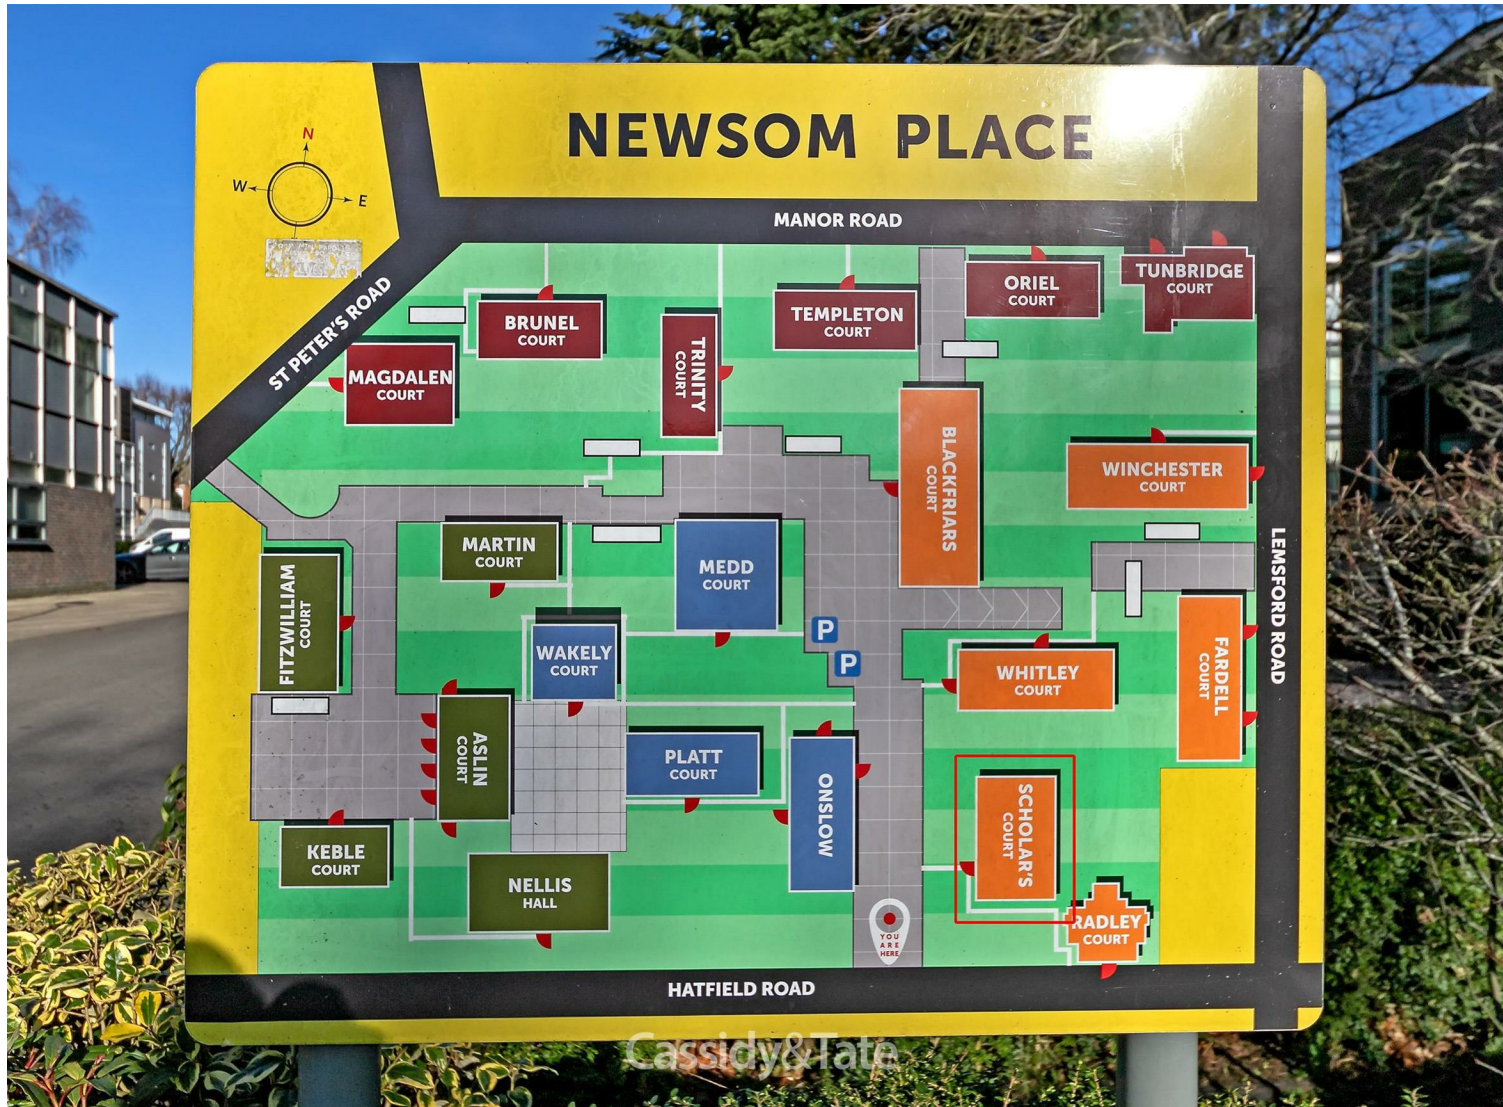 NEWSOM PLACE
N
W
E
MANOR ROAD
ST PETER'S ROAD
ORIEL
COURT
TUNBRIDGE
COURT
BRUNEL
COURT
TEMPLETON
COURT
TRINITY
COURT
MAGDALEN
COURT
BLACKFRIARS
COURT
WINCHESTER
COURT
MARTIN
COURT
MEDD
COURT
FITZWILLIAM
COURT
LEMSFORD ROAD
P
P
WAKELY
COURT
WHITLEY
COURT
FARDELL
COURT
ASLIN
COURT
PLATT
COURT
ONSLOW
SCHOLAR'S
COURT
KEBLE
COURT
NELLIS
HALL
RADLEY
COURT
YOU
ARE
HERE
HATFIELD ROAD
Cassidy&Tate